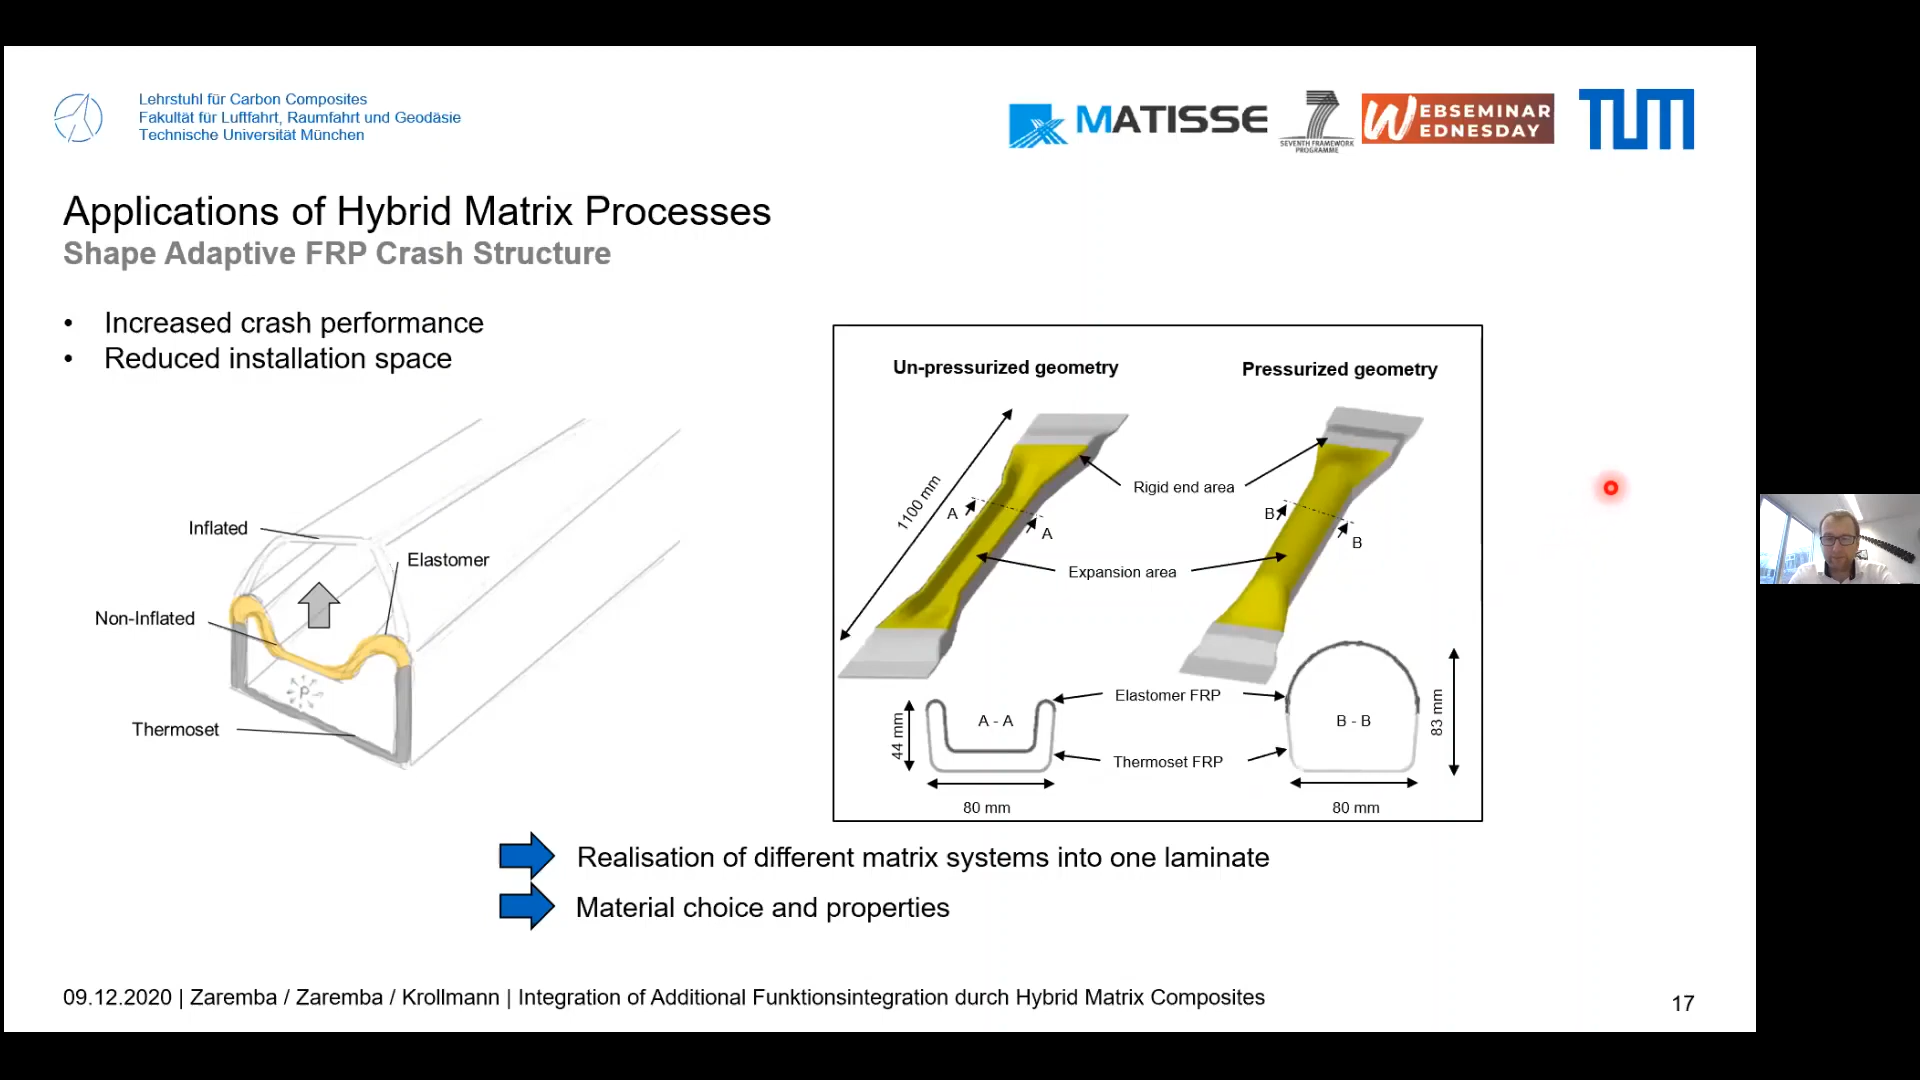 Lehrstuhl für Carbon Composites
Fakultät für Luftfahrt, Raumfahrt und Geodäsie
Technische Universität München
MATISSE
7
SEVENTH FRAMEWORK
PROGRAMME
WEBSEMINAR
WEDNESDAY
TUM
Applications of Hybrid Matrix Processes
Shape Adaptive FRP Crash Structure
• Increased crash performance
• Reduced installation space
Inflated
Elastomer
Non-Inflated
P
Thermoset
Un-pressurized geometry
Pressurized geometry
1100 mm
Rigid end area
A
A
B
B
Expansion area
Elastomer FRP
A - A
B - B
44 mm
83 mm
Thermoset FRP
80 mm
80 mm
Realisation of different matrix systems into one laminate
Material choice and properties
09.12.2020 | Zaremba / Zaremba / Krollmann | Integration of Additional Funktionsintegration durch Hybrid Matrix Composites
17